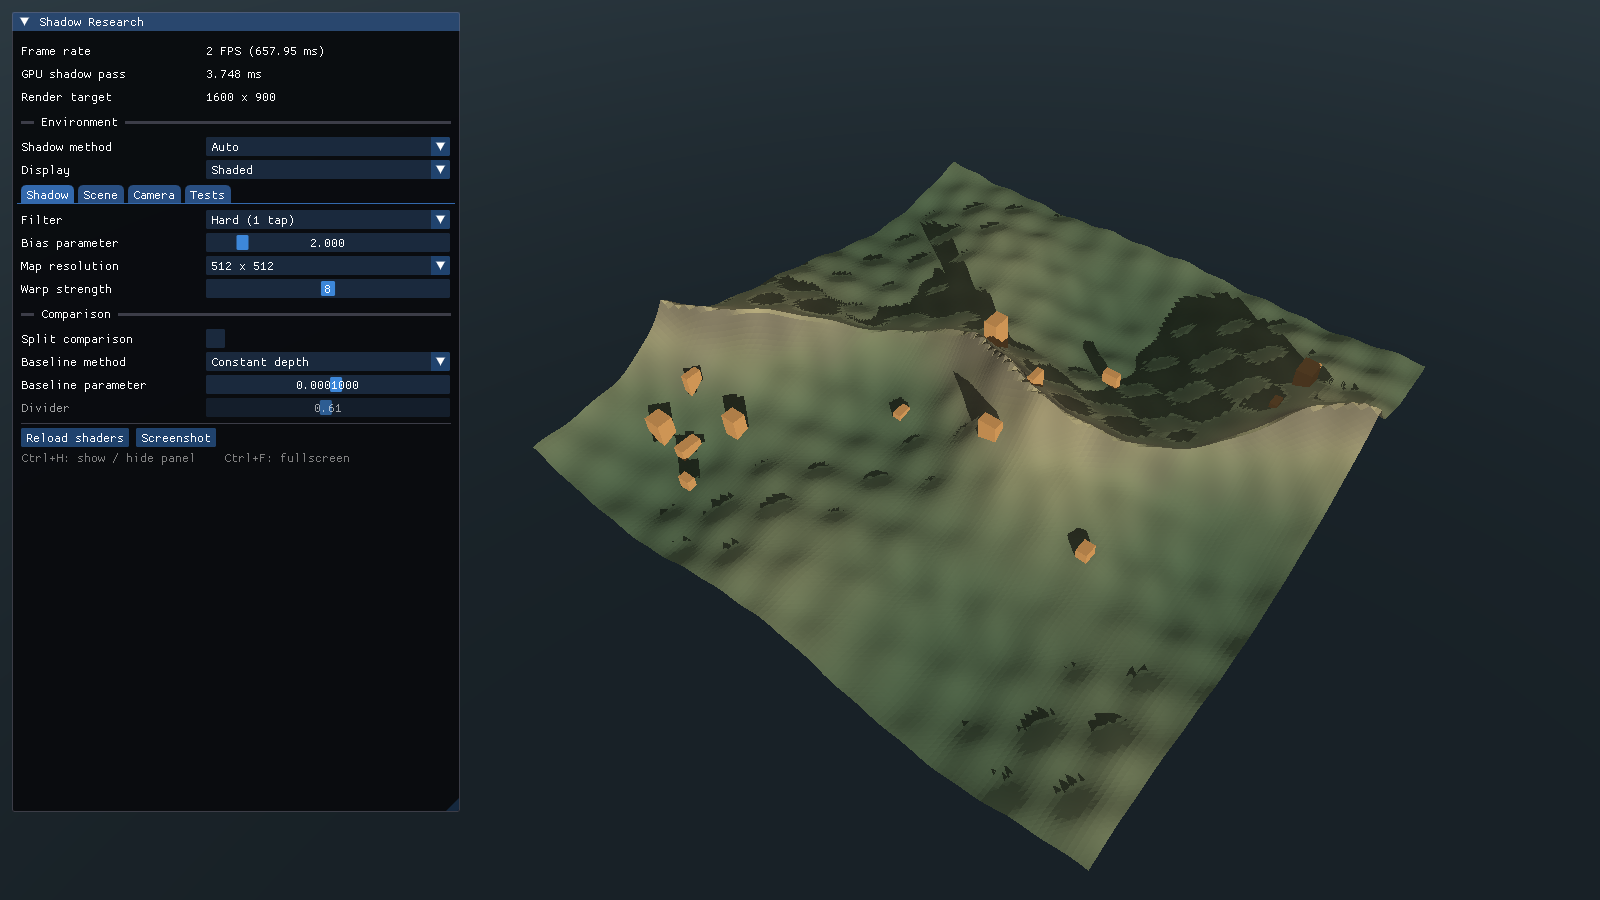 Shadow Research
Frame rate 2 FPS (657.95 ms)
GPU shadow pass 3.748 ms
Render target 1600 x 900
Environment
Shadow method Auto
Display Shaded
Shadow Scene Camera Tests
Filter Hard (1 tap)
Bias parameter 2.000
Map resolution 512 x 512
Warp strength 8
Comparison
Split comparison
Baseline method Constant depth
Baseline parameter 0.0001000
Divider 0.61
Reload shaders Screenshot
Ctrl+H: show / hide panel Ctrl+F: fullscreen